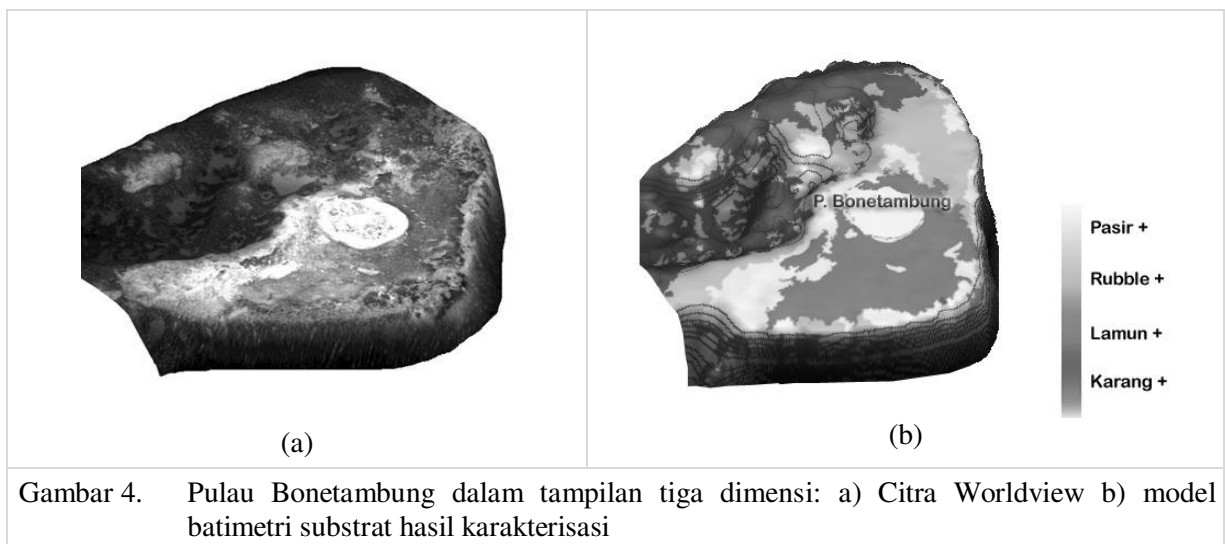 P. Bonetambung
Pasir +
Rubble +
Lamun +
Karang +
(a)
(b)
Gambar 4. Pulau Bonetambung dalam tampilan tiga dimensi: a) Citra Worldview b) model
batimetri substrat hasil karakterisasi